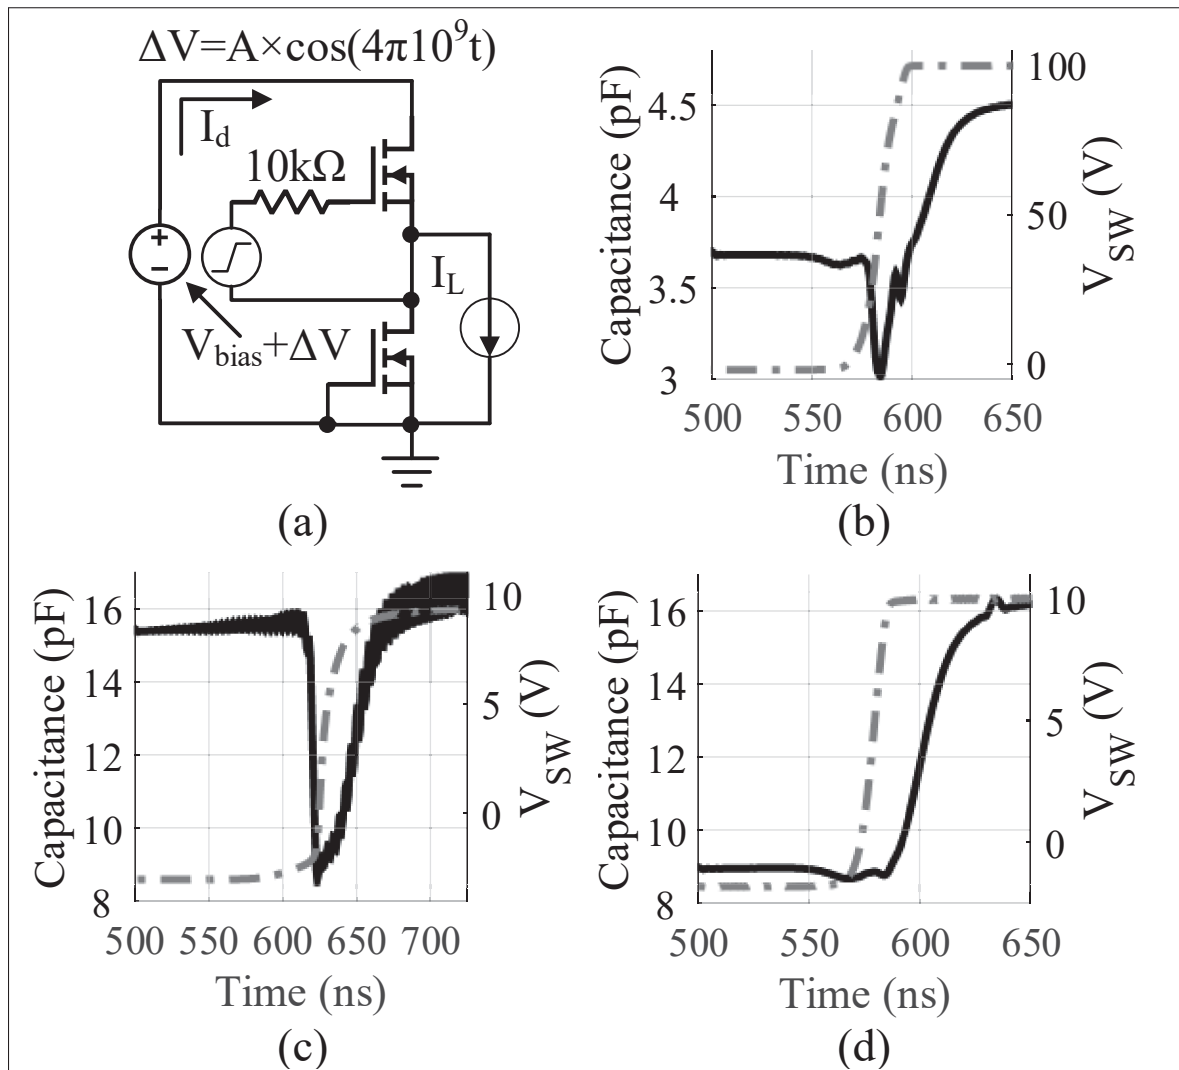 ΔV=A×cos(4π10⁹t)
I_d
10kΩ
+
−
I_L
V_bias+ΔV
(a)
Capacitance (pF)
4.5
4
3.5
3
100
50
0
V_SW (V)
500 550 600 650
Time (ns)
(b)
Capacitance (pF)
16
14
12
10
8
10
5
0
V_SW (V)
500 550 600 650 700
Time (ns)
(c)
Capacitance (pF)
16
14
12
10
8
10
5
0
V_SW (V)
500 550 600 650
Time (ns)
(d)